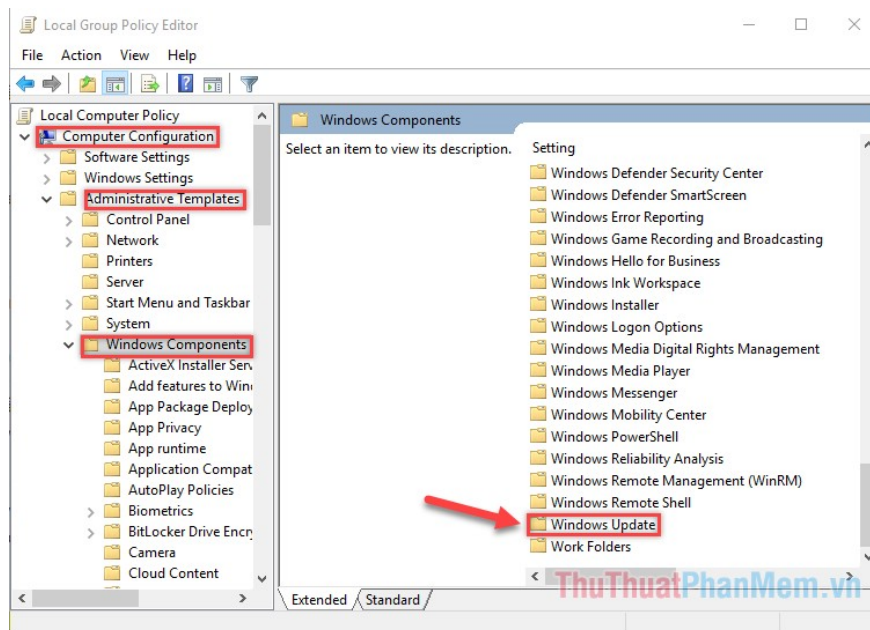 Local Group Policy Editor
File Action View Help
Local Computer Policy
Computer Configuration
Software Settings
Windows Settings
Administrative Templates
Control Panel
Network
Printers
Server
Start Menu and Taskbar
System
Windows Components
ActiveX Installer Serv
Add features to Win
App Package Deploy
App Privacy
App runtime
Application Compat
AutoPlay Policies
Biometrics
BitLocker Drive Encry
Camera
Cloud Content
Windows Components
Select an item to view its description.
Setting
Windows Defender Security Center
Windows Defender SmartScreen
Windows Error Reporting
Windows Game Recording and Broadcasting
Windows Hello for Business
Windows Ink Workspace
Windows Installer
Windows Logon Options
Windows Media Digital Rights Management
Windows Media Player
Windows Messenger
Windows Mobility Center
Windows PowerShell
Windows Reliability Analysis
Windows Remote Management (WinRM)
Windows Remote Shell
Windows Update
Work Folders
ThuThuatPhanMem.vn
Extended Standard